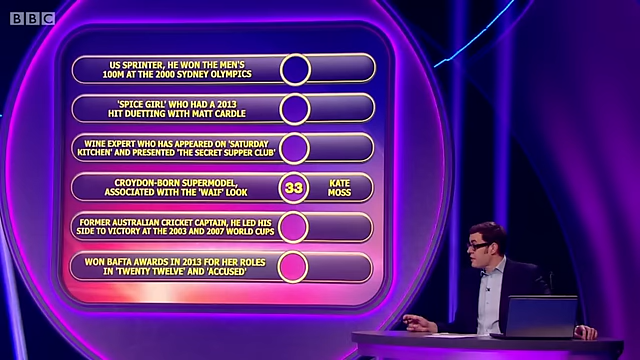 BBC
US SPRINTER, HE WON THE MEN'S
100M AT THE 2000 SYDNEY OLYMPICS
'SPICE GIRL' WHO HAD A 2013
HIT DUETTING WITH MATT CARDLE
WINE EXPERT WHO HAS APPEARED ON 'SATURDAY
KITCHEN' AND PRESENTED 'THE SECRET SUPPER CLUB'
CROYDON-BORN SUPERMODEL,
ASSOCIATED WITH THE 'WAIF' LOOK
33
KATE
MOSS
FORMER AUSTRALIAN CRICKET CAPTAIN, HE LED HIS
SIDE TO VICTORY AT THE 2003 AND 2007 WORLD CUPS
WON BAFTA AWARDS IN 2013 FOR HER ROLES
IN 'TWENTY TWELVE' AND 'ACCUSED'